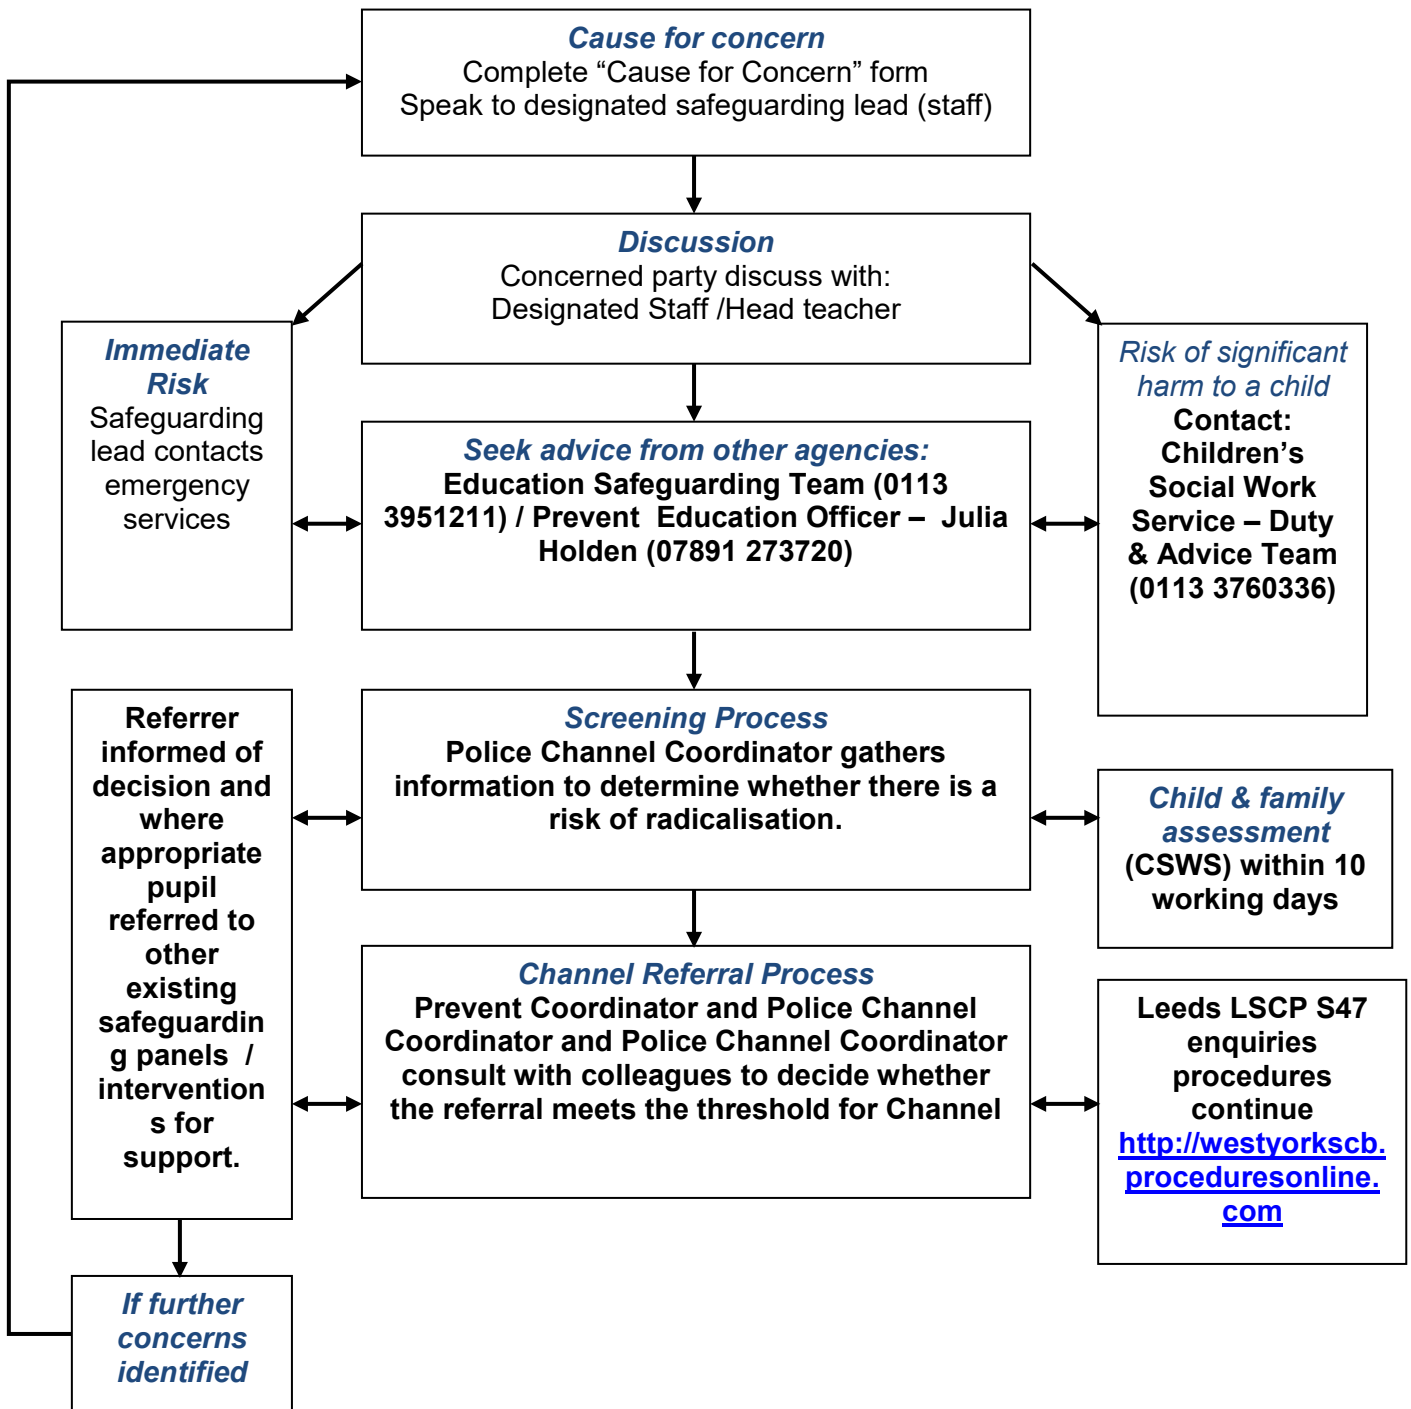 Cause for concern
Complete “Cause for Concern” form
Speak to designated safeguarding lead (staff)
Discussion
Concerned party discuss with:
Designated Staff /Head teacher
Immediate
Risk
Safeguarding
lead contacts
emergency
services
Seek advice from other agencies:
Education Safeguarding Team (0113
3951211) / Prevent  Education Officer –  Julia
Holden (07891 273720)
Risk of significant
harm to a child
Contact:
Children’s
Social Work
Service – Duty
& Advice Team
(0113 3760336)
Referrer
informed of
decision and
where
appropriate
pupil
referred to
other
existing
safeguardin
g panels  /
intervention
s for
support.
Screening Process
Police Channel Coordinator gathers
information to determine whether there is a
risk of radicalisation.
Child & family
assessment
(CSWS) within 10
working days
Channel Referral Process
Prevent Coordinator and Police Channel
Coordinator and Police Channel Coordinator
consult with colleagues to decide whether
the referral meets the threshold for Channel
Leeds LSCP S47
enquiries
procedures
continue
http://westyorkscb.
proceduresonline.
com
If further
concerns
identified